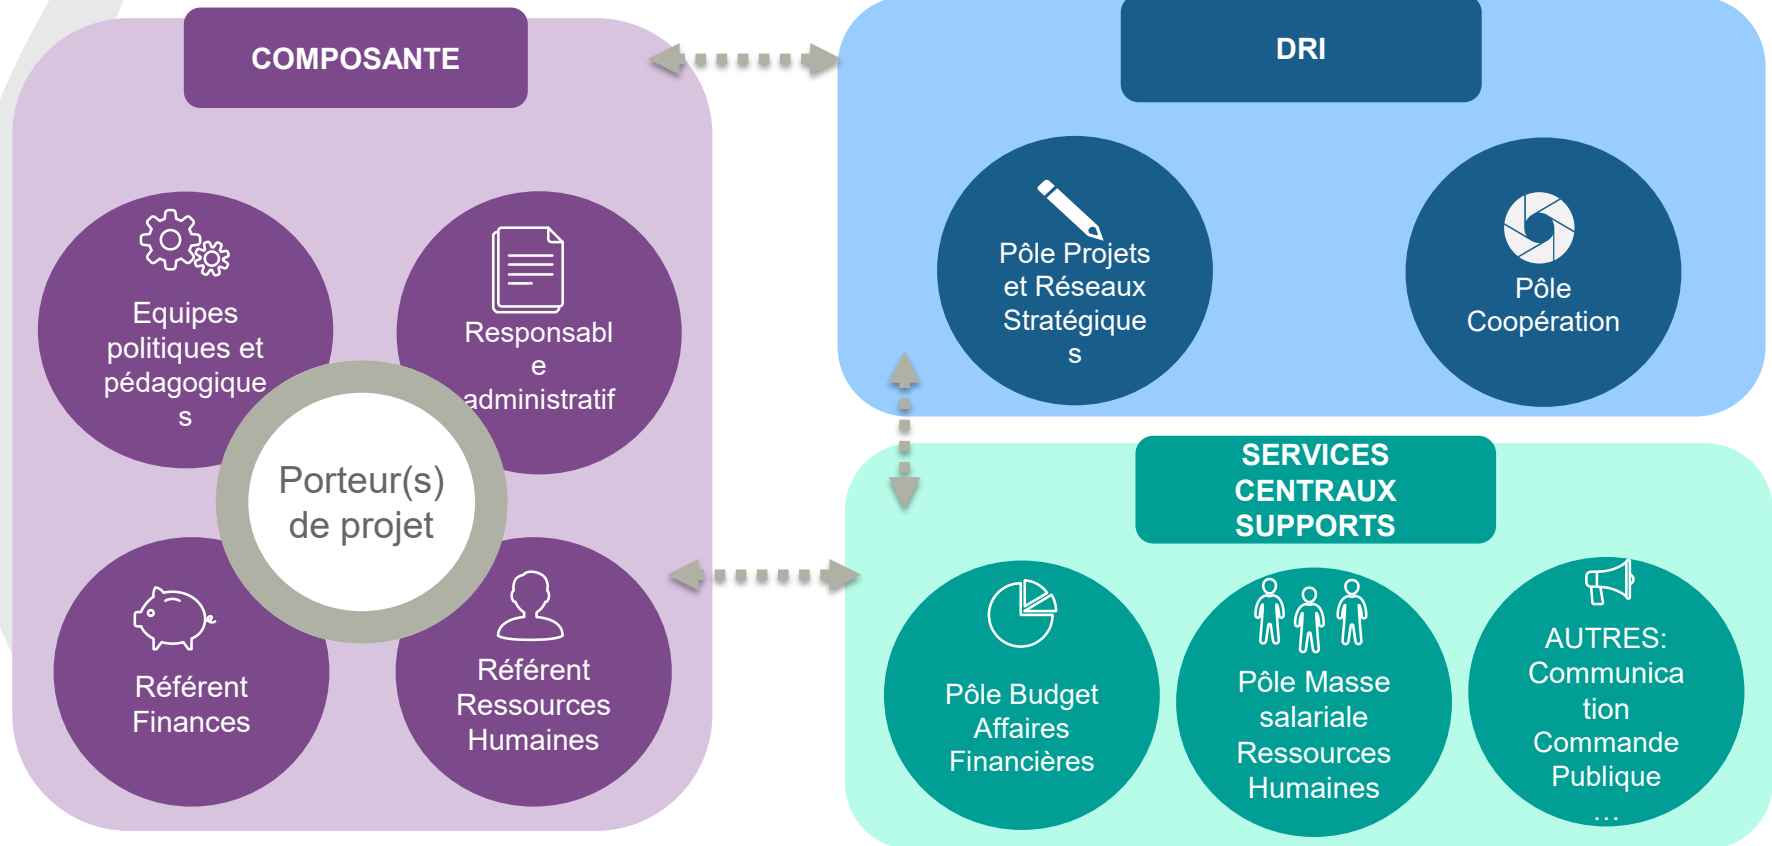 COMPOSANTE
Equipes
politiques et
pédagogique
s
Responsabl
e
administratif
Porteur(s)
de projet
Référent
Finances
Référent
Ressources
Humaines
DRI
Pôle Projets
et Réseaux
Stratégique
s
Pôle
Coopération
SERVICES
CENTRAUX
SUPPORTS
Pôle Budget
Affaires
Financières
Pôle Masse
salariale
Ressources
Humaines
AUTRES:
Communica
tion
Commande
Publique
…